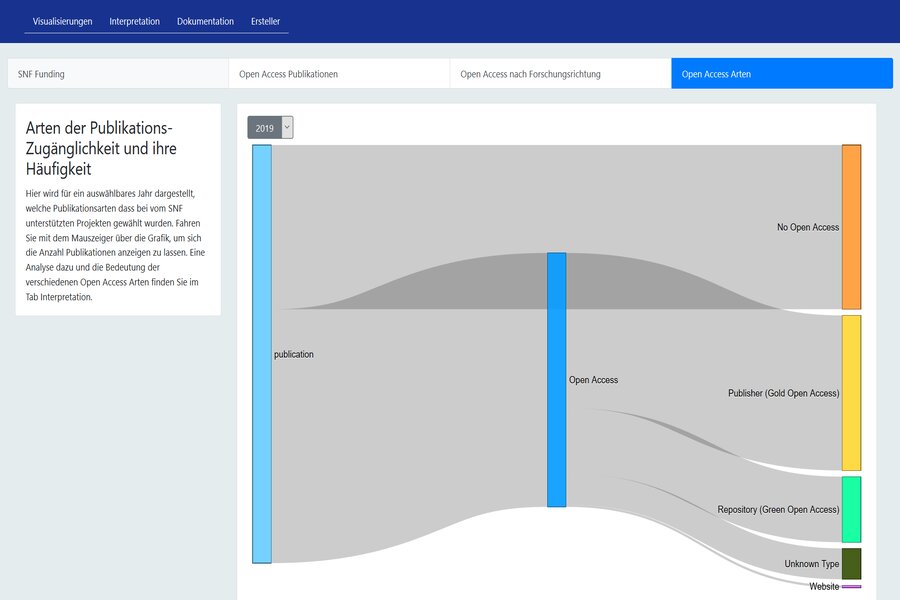 Visualisierungen Interpretation Dokumentation Ersteller
SNF Funding Open Access Publikationen Open Access nach Forschungsrichtung Open Access Arten
Arten der Publikations-
Zugänglichkeit und ihre
Häufigkeit
Hier wird für ein auswählbares Jahr dargestellt,
welche Publikationsarten dass bei vom SNF
unterstützten Projekten gewählt wurden. Fahren
Sie mit dem Mauszeiger über die Grafik, um sich
die Anzahl Publikationen anzeigen zu lassen. Eine
Analyse dazu und die Bedeutung der
verschiedenen Open Access Arten finden Sie im
Tab Interpretation.
2019
No Open Access
publication
Open Access
Publisher (Gold Open Access)
Repository (Green Open Access)
Unknown Type
Website